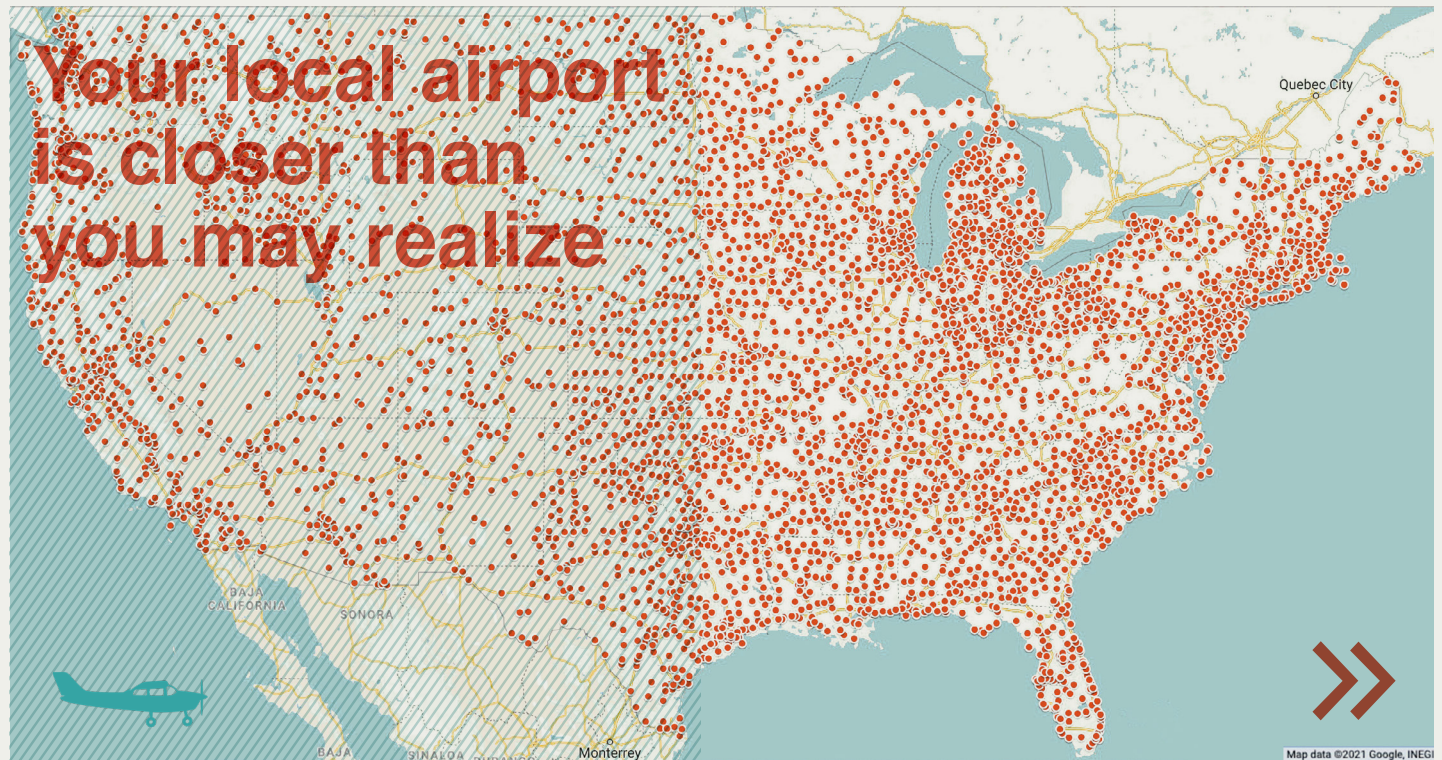 Your local airport
is closer than
you may realize
Quebec City
BAJA
CALIFORNIA
SONORA
BAJA
SINALOA
Monterrey
Map data ©2021 Google, INEGI